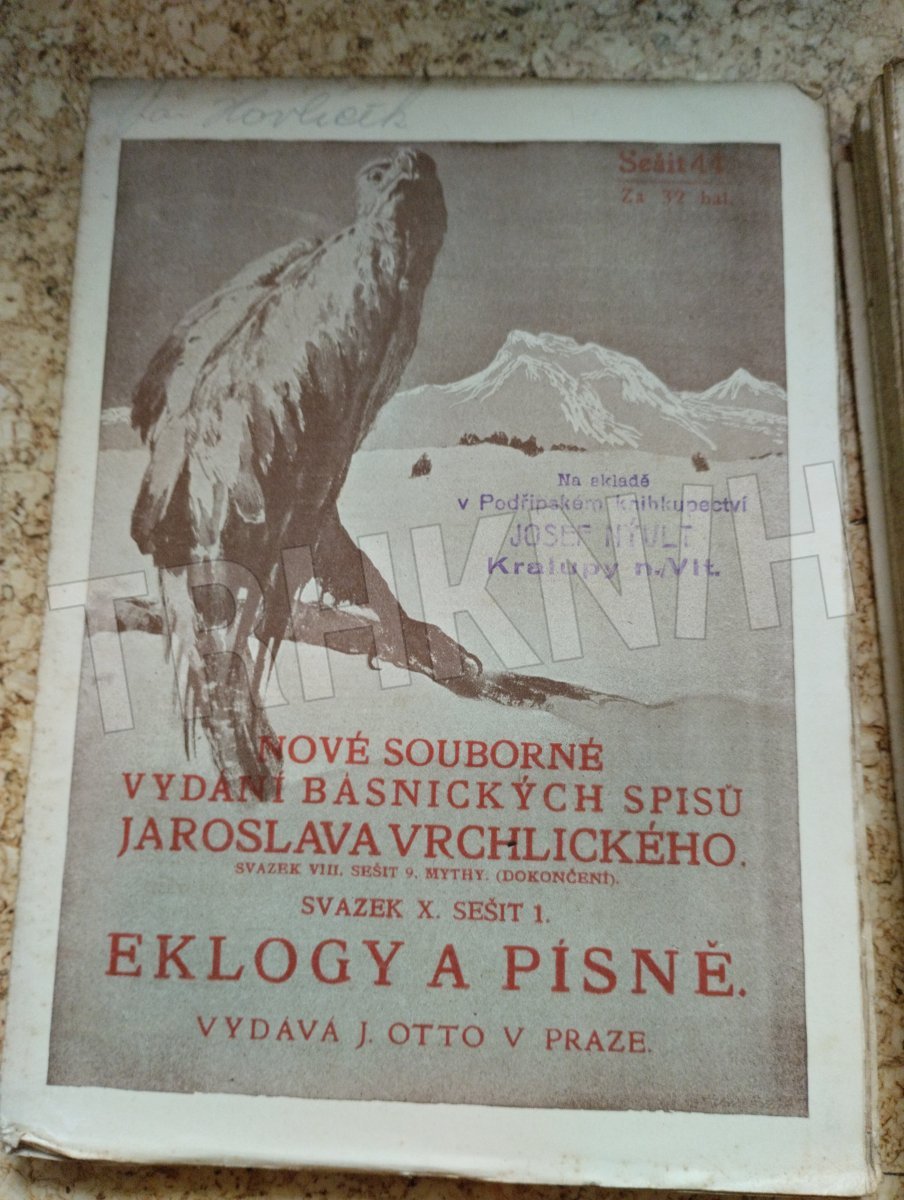 Havlíček
Sešit 44
Za 32 hal.
Na skladě
v Podřipském knihkupectví
JOSEF NÝVLT
Kralupy n./Vlt.
TRHKNIH
NOVÉ SOUBORNÉ
VYDÁNÍ BÁSNICKÝCH SPISŮ
JAROSLAVA VRCHLICKÉHO.
SVAZEK VIII. SEŠIT 9. MYTHY. (DOKONČENÍ).
SVAZEK X. SEŠIT 1.
EKLOGY A PÍSNĚ.
VYDÁVÁ J. OTTO V PRAZE.